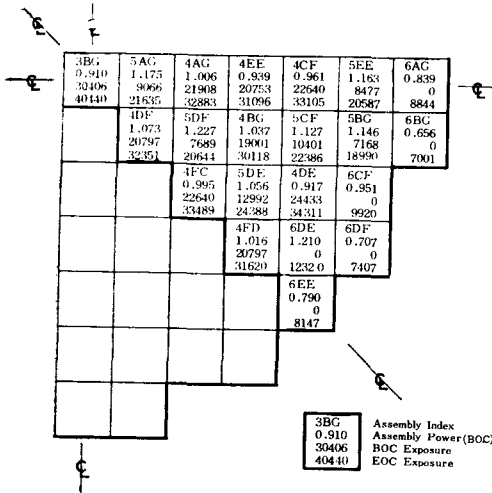 ℄
℄
3BG 5AG 4AG 4EE 4CF 5EE 6AG
0.910 1.175 1.006 0.939 0.961 1.163 0.839
30406 9066 21908 20753 22640 8477 0
40440 21635 32883 31096 33105 20587 8844
℄ ℄
4DF 5DF 4BG 5CF 5BG 6BG
1.073 1.227 1.037 1.127 1.146 0.656
20797 7689 19001 10401 7168 0
32351 20644 30118 22386 18990 7001
4FC 5DE 4DE 6CF
0.995 1.056 0.917 0.951
22640 12992 24433 0
33489 24388 34311 9920
4FD 6DE 6DF
1.016 1.210 0.707
20797 0 0
31620 12320 7407
6EE
0.790
0
8147
℄
3BG Assembly Index
0.910 Assembly Power(BOC)
30406 BOC Exposure
40440 EOC Exposure
℄